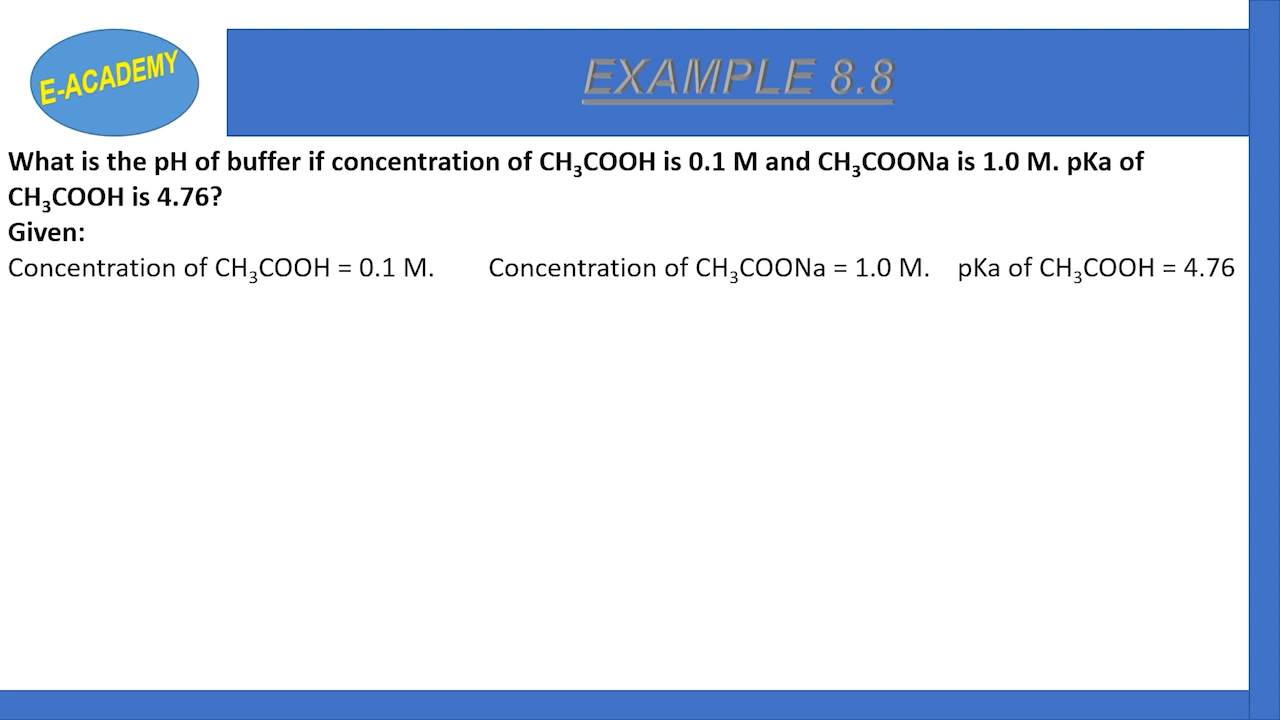 E-ACADEMY
EXAMPLE 8.8
What is the pH of buffer if concentration of CH₃COOH is 0.1 M and CH₃COONa is 1.0 M. pKa of
CH₃COOH is 4.76?
Given:
Concentration of CH₃COOH = 0.1 M. Concentration of CH₃COONa = 1.0 M. pKa of CH₃COOH = 4.76